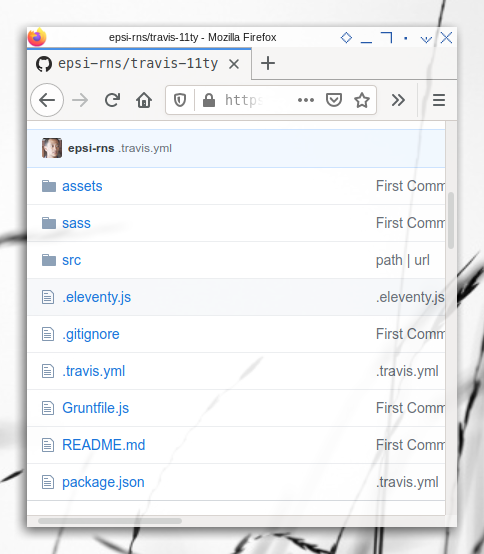 epsi-rns/travis-11ty - Mozilla Firefox
epsi-rns/travis-11ty
https
epsi-rns .travis.yml
assets First Comm
sass First Comm
src path | url
.eleventy.js .eleventy.js
.gitignore First Comm
.travis.yml .travis.yml
Gruntfile.js First Comm
README.md First Comm
package.json .travis.yml